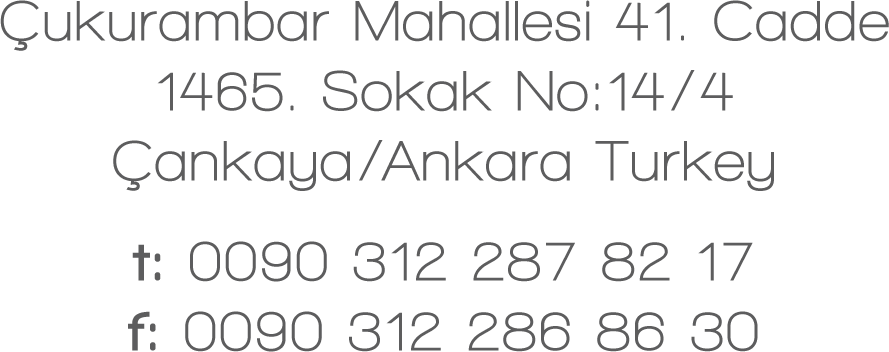 Çukurambar Mahallesi 41. Cadde
1465. Sokak No:14/4
Çankaya/Ankara Turkey
t: 0090 312 287 82 17
f: 0090 312 286 86 30